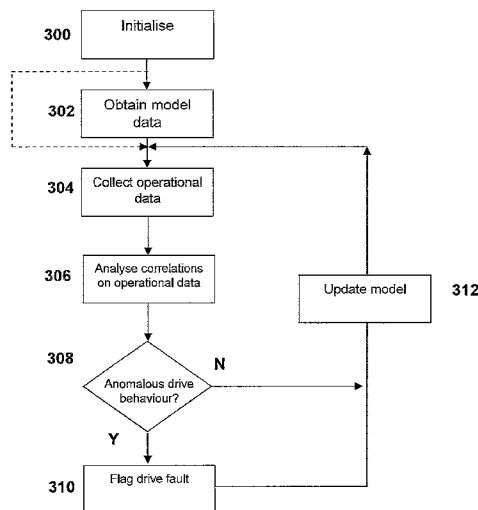 300
Initialise
302
Obtain model
data
304
Collect operational
data
306
Analyse correlations
on operational data
Update model
312
308
Anomalous drive
behaviour?
N
Y
310
Flag drive fault